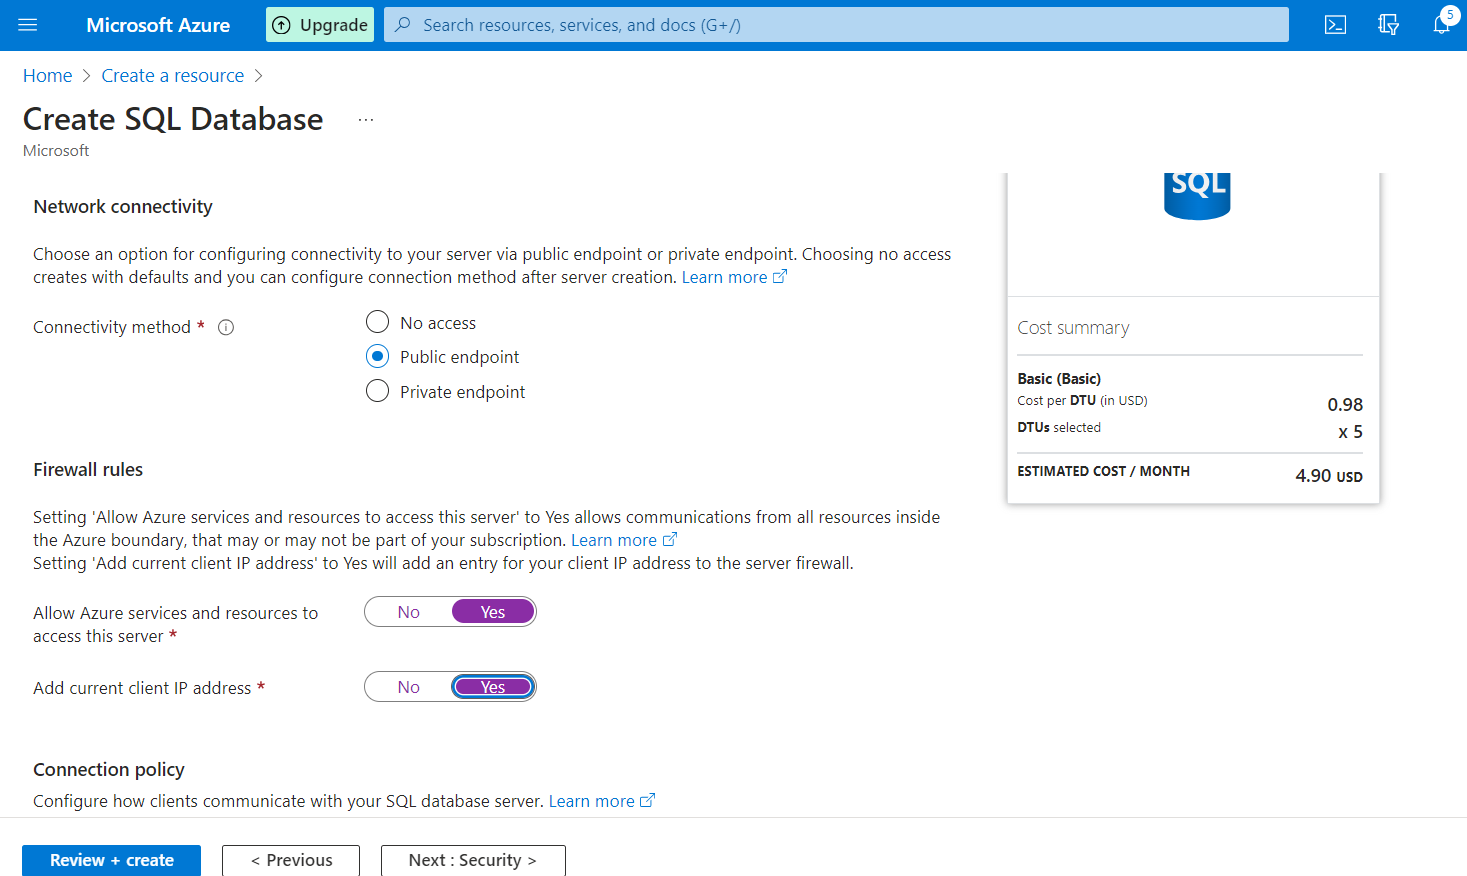 Microsoft Azure
Upgrade
Search resources, services, and docs (G+/)
5
Home > Create a resource >
Create SQL Database ...
Microsoft
Network connectivity
Choose an option for configuring connectivity to your server via public endpoint or private endpoint. Choosing no access
creates with defaults and you can configure connection method after server creation. Learn more
Connectivity method *
No access
Public endpoint
Private endpoint
Firewall rules
Setting 'Allow Azure services and resources to access this server' to Yes allows communications from all resources inside
the Azure boundary, that may or may not be part of your subscription. Learn more
Setting 'Add current client IP address' to Yes will add an entry for your client IP address to the server firewall.
Allow Azure services and resources to
access this server *
No Yes
Add current client IP address *
No Yes
Connection policy
Configure how clients communicate with your SQL database server. Learn more
Review + create
< Previous
Next : Security >
SQL
Cost summary
Basic (Basic)
Cost per DTU (in USD) 0.98
DTUs selected x 5
ESTIMATED COST / MONTH 4.90 USD